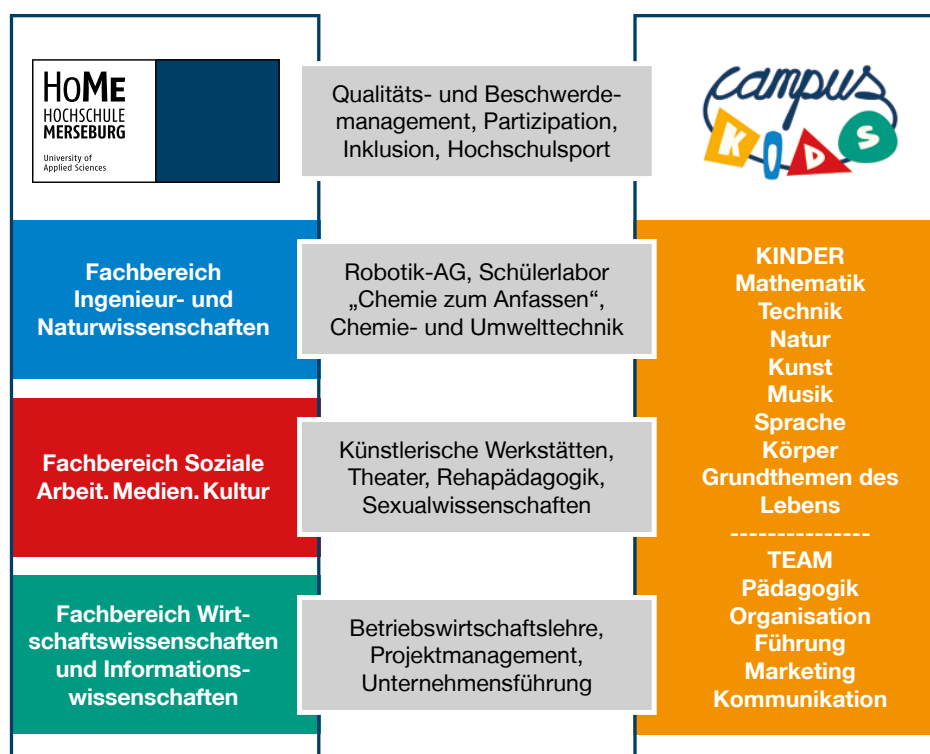 HoMe
HOCHSCHULE
MERSEBURG
University of
Applied Sciences
Qualitäts- und Beschwerde-
management, Partizipation,
Inklusion, Hochschulsport
campus
KIDS
Fachbereich
Ingenieur- und
Naturwissenschaften
Robotik-AG, Schülerlabor
„Chemie zum Anfassen“,
Chemie- und Umwelttechnik
Fachbereich Soziale
Arbeit. Medien. Kultur
Künstlerische Werkstätten,
Theater, Rehapädagogik,
Sexualwissenschaften
Fachbereich Wirt-
schaftswissenschaften
und Informations-
wissenschaften
Betriebswirtschaftslehre,
Projektmanagement,
Unternehmensführung
KINDER
Mathematik
Technik
Natur
Kunst
Musik
Sprache
Körper
Grundthemen des
Lebens
---------------
TEAM
Pädagogik
Organisation
Führung
Marketing
Kommunikation